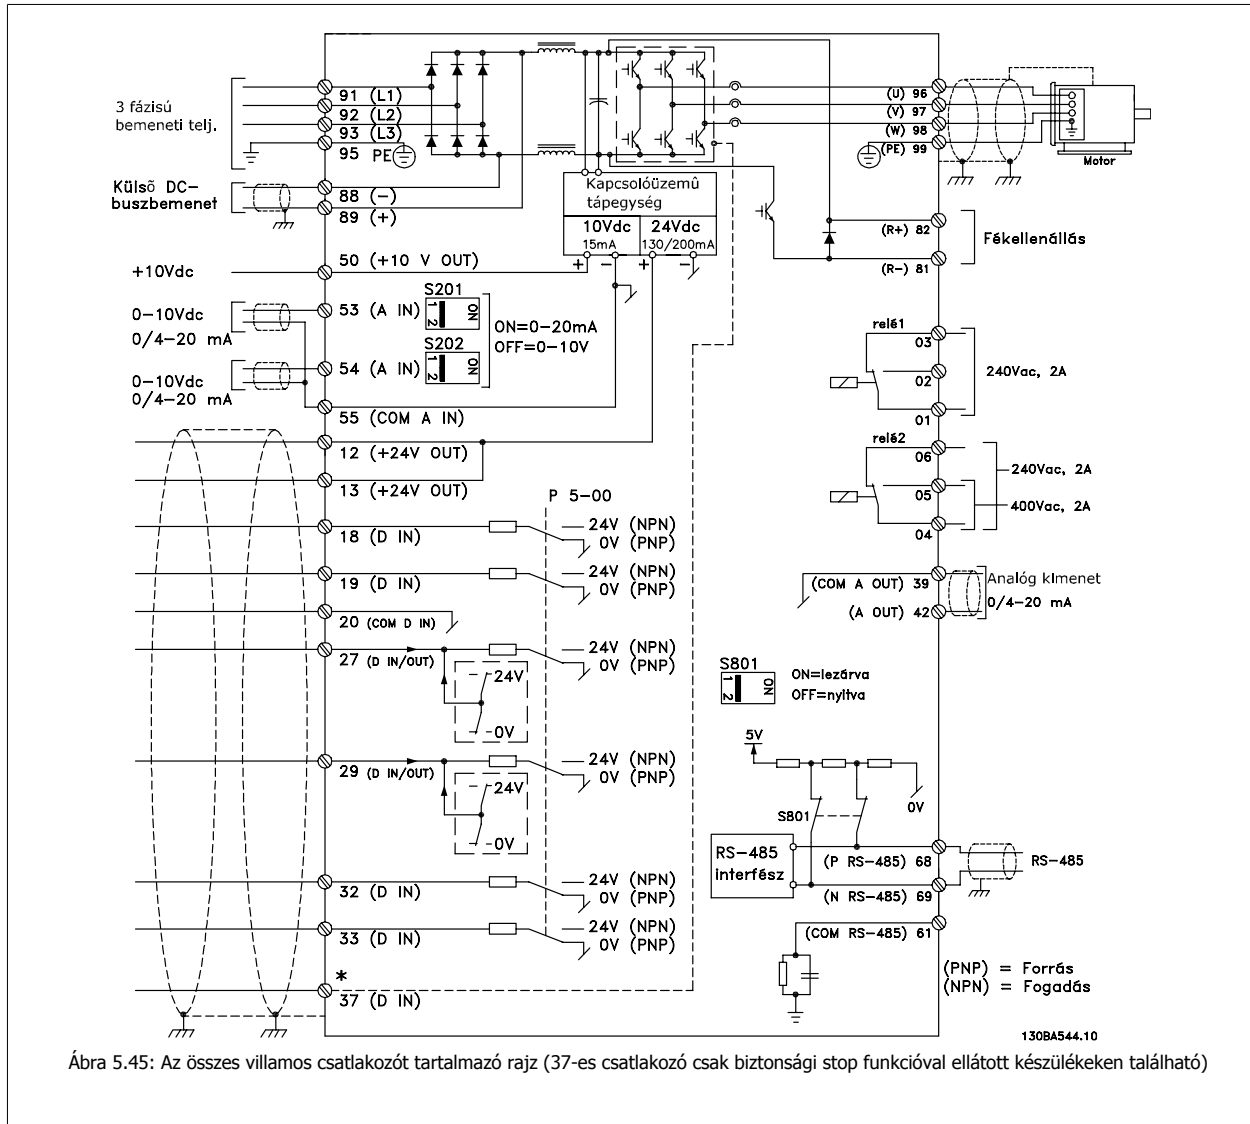 3 fázisú
bemeneti telj.
91 (L1)
92 (L2)
93 (L3)
95 PE
Külső DC-
buszbemenet
88 (−)
89 (+)
+10Vdc
50 (+10 V OUT)
0−10Vdc
0/4−20 mA
53 (A IN)
S201
1 2
ON
0−10Vdc
0/4−20 mA
54 (A IN)
S202
1 2
ON
ON=0−20mA
OFF=0−10V
55 (COM A IN)
12 (+24V OUT)
13 (+24V OUT)
P 5-00
18 (D IN)
24V (NPN)
0V (PNP)
19 (D IN)
24V (NPN)
0V (PNP)
20 (COM D IN)
27 (D IN/OUT)
24V (NPN)
0V (PNP)
24V
0V
29 (D IN/OUT)
24V (NPN)
0V (PNP)
24V
0V
32 (D IN)
24V (NPN)
0V (PNP)
33 (D IN)
24V (NPN)
0V (PNP)
*
37 (D IN)
Kapcsolóüzemû
tápegység
10Vdc
15mA
24Vdc
130/200mA
+ − + −
(U) 96
(V) 97
(W) 98
(PE) 99
Motor
(R+) 82
(R−) 81
Fékellenállás
relé1
03
02
01
240Vac, 2A
relé2
06
05
04
240Vac, 2A
400Vac, 2A
(COM A OUT) 39
(A OUT) 42
Analóg kimenet
0/4−20 mA
S801
1 2
ON
ON=lezárva
OFF=nyitva
5V
0V
S801
RS−485
interfész
(P RS−485) 68
(N RS−485) 69
(COM RS−485) 61
RS−485
(PNP) = Forrás
(NPN) = Fogadás
130BA544.10
Ábra 5.45: Az összes villamos csatlakozót tartalmazó rajz (37-es csatlakozó csak biztonsági stop funkcióval ellátott készülékeken található)